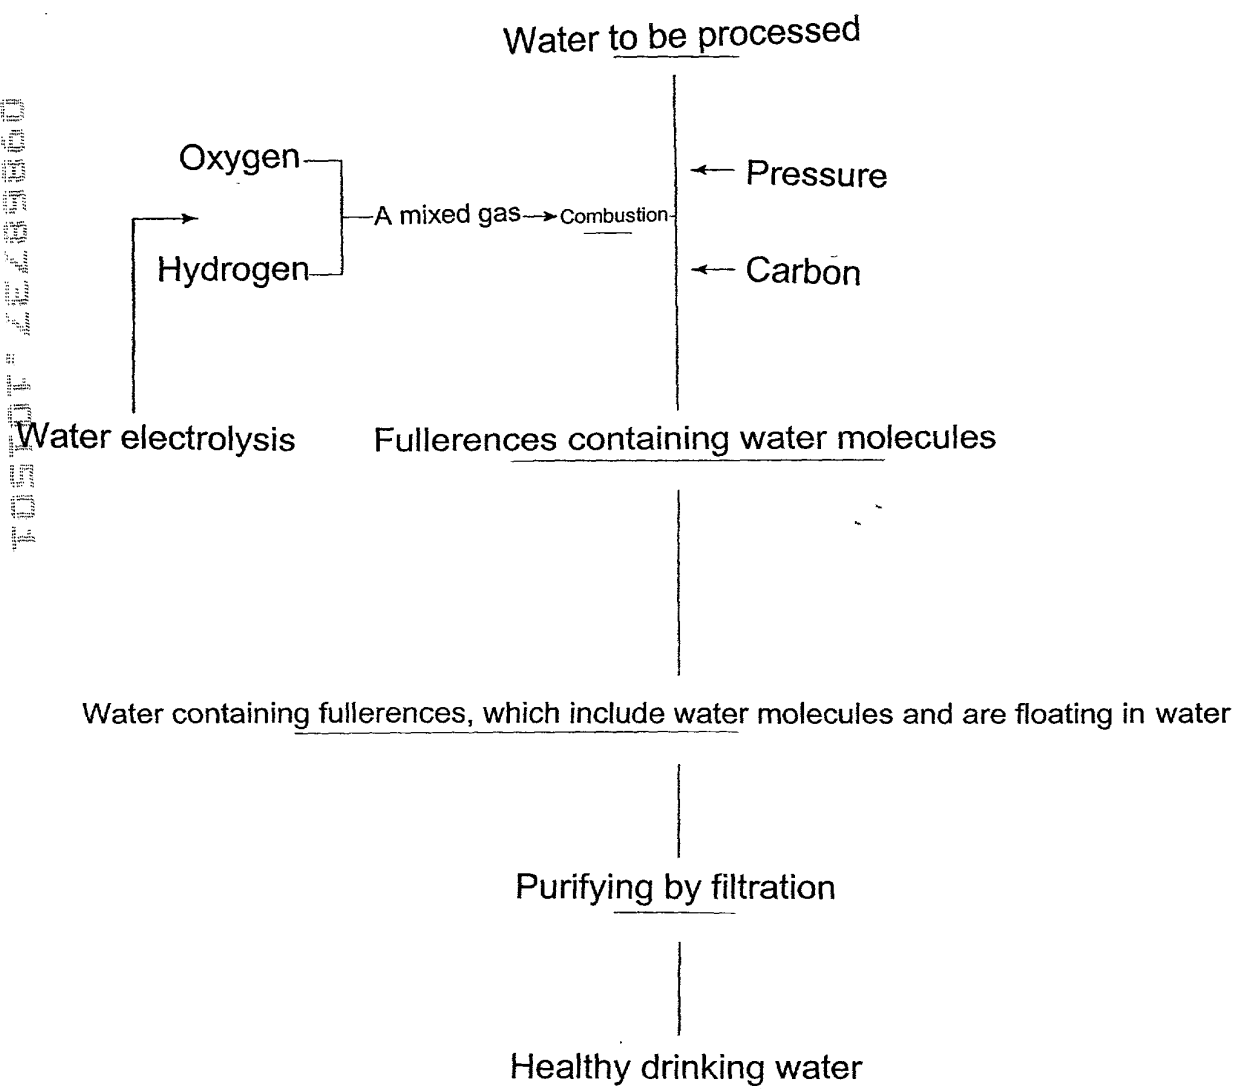 Water to be processed
Oxygen
Pressure
A mixed gas
Combustion
Hydrogen
Carbon
Water electrolysis
Fullerences containing water molecules
Water containing fullerences, which include water molecules and are floating in water
Purifying by filtration
Healthy drinking water